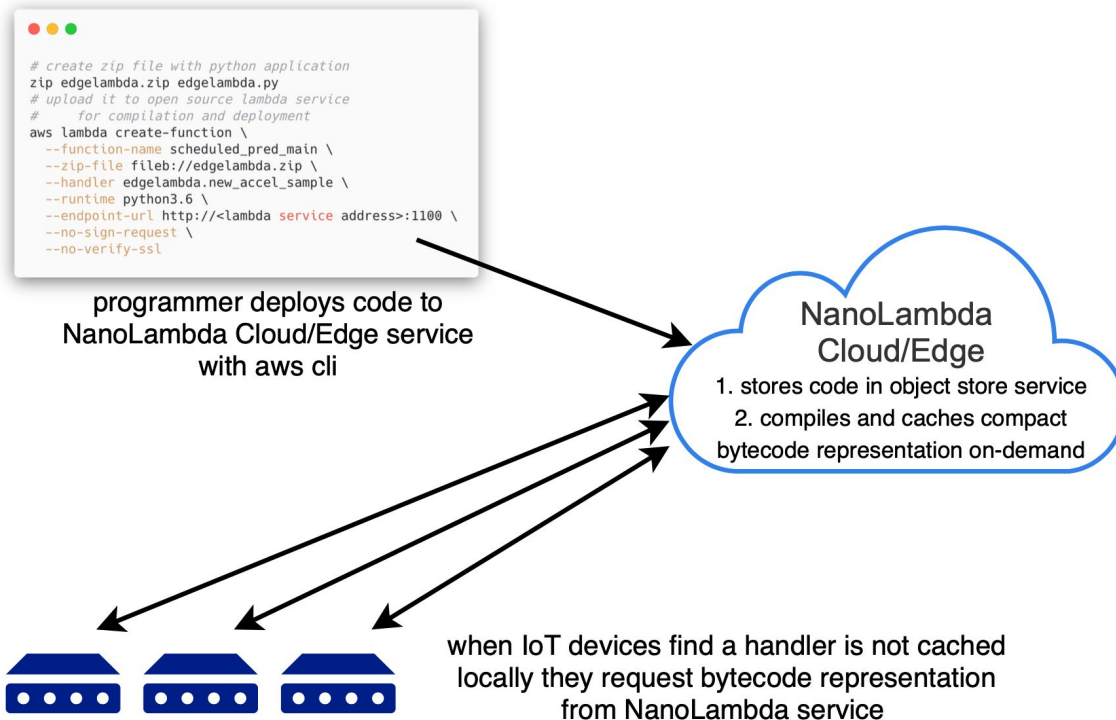 # create zip file with python application
zip edgelambda.zip edgelambda.py
# upload it to open source lambda service
#     for compilation and deployment
aws lambda create-function \
  --function-name scheduled_pred_main \
  --zip-file fileb://edgelambda.zip \
  --handler edgelambda.new_accel_sample \
  --runtime python3.6 \
  --endpoint-url http://<lambda service address>:1100 \
  --no-sign-request \
  --no-verify-ssl
programmer deploys code to
NanoLambda Cloud/Edge service
with aws cli
NanoLambda
Cloud/Edge
1. stores code in object store service
2. compiles and caches compact
bytecode representation on-demand
when IoT devices find a handler is not cached
locally they request bytecode representation
from NanoLambda service